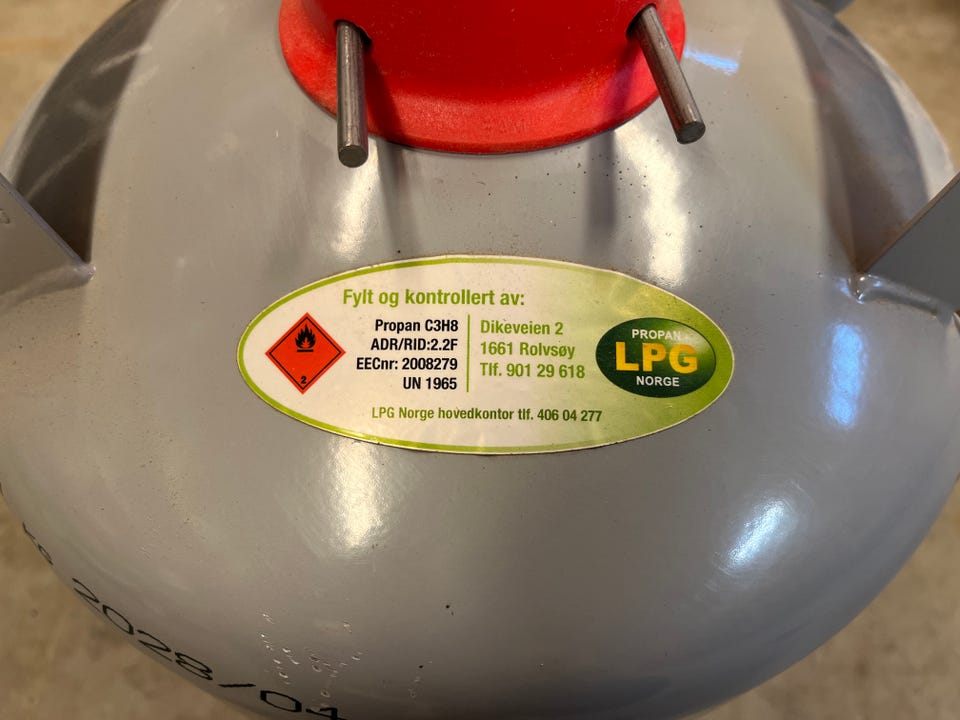 Fylt og kontrollert av:
Propan C3H8
ADR/RID:2.2F
EECnr: 2008279
UN 1965
2
Dikeveien 2
1661 Rolvsøy
Tlf. 901 29 618
PROPAN
LPG
NORGE
LPG Norge hovedkontor tlf. 406 04 277
2028/04